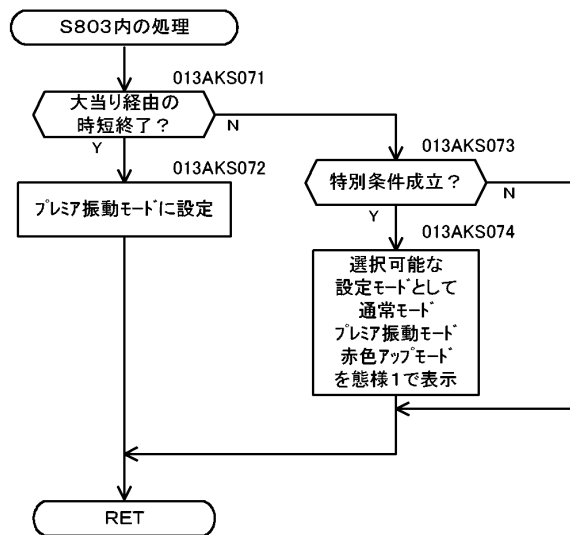 S803内の処理
013AKS071
大当り経由の
時短終了？
N
Y
013AKS072
プレミア振動モードに設定
013AKS073
特別条件成立？
N
Y
013AKS074
選択可能な
設定モードとして
通常モード
プレミア振動モード
赤色アップモード
を態様1で表示
RET